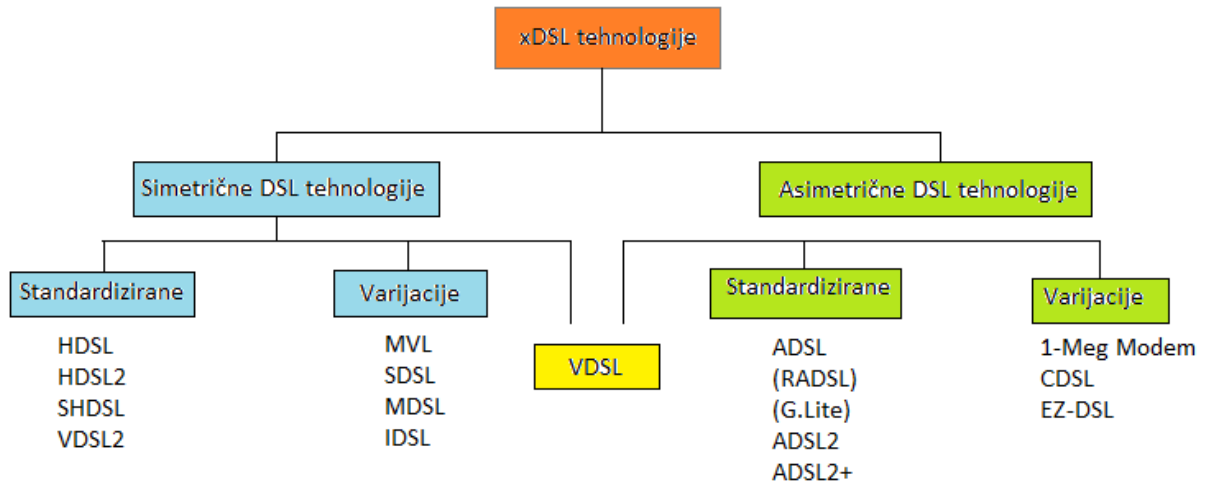 xDSL tehnologije
Simetrične DSL tehnologije
Asimetrične DSL tehnologije
Standardizirane
Varijacije
Standardizirane
Varijacije
HDSL
HDSL2
SHDSL
VDSL2
MVL
SDSL
MDSL
IDSL
VDSL
ADSL
(RADSL)
(G.Lite)
ADSL2
ADSL2+
1-Meg Modem
CDSL
EZ-DSL